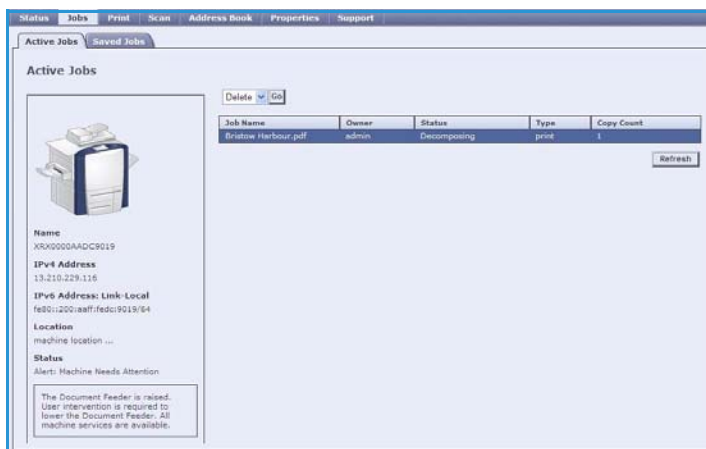 Status Jobs Print Scan Address Book Properties Support
Active Jobs Saved Jobs
Active Jobs
Delete Go
Job Name Owner Status Type Copy Count
Bristow Harbour.pdf admin Decomposing print 1
Refresh
Name
XRX0000AADC9019
IPv4 Address
13.210.229.116
IPv6 Address: Link-Local
fe80::200:aaff:fedc:9019/64
Location
machine location ...
Status
Alert: Machine Needs Attention
The Document Feeder is raised.
User intervention is required to
lower the Document Feeder. All
machine services are available.